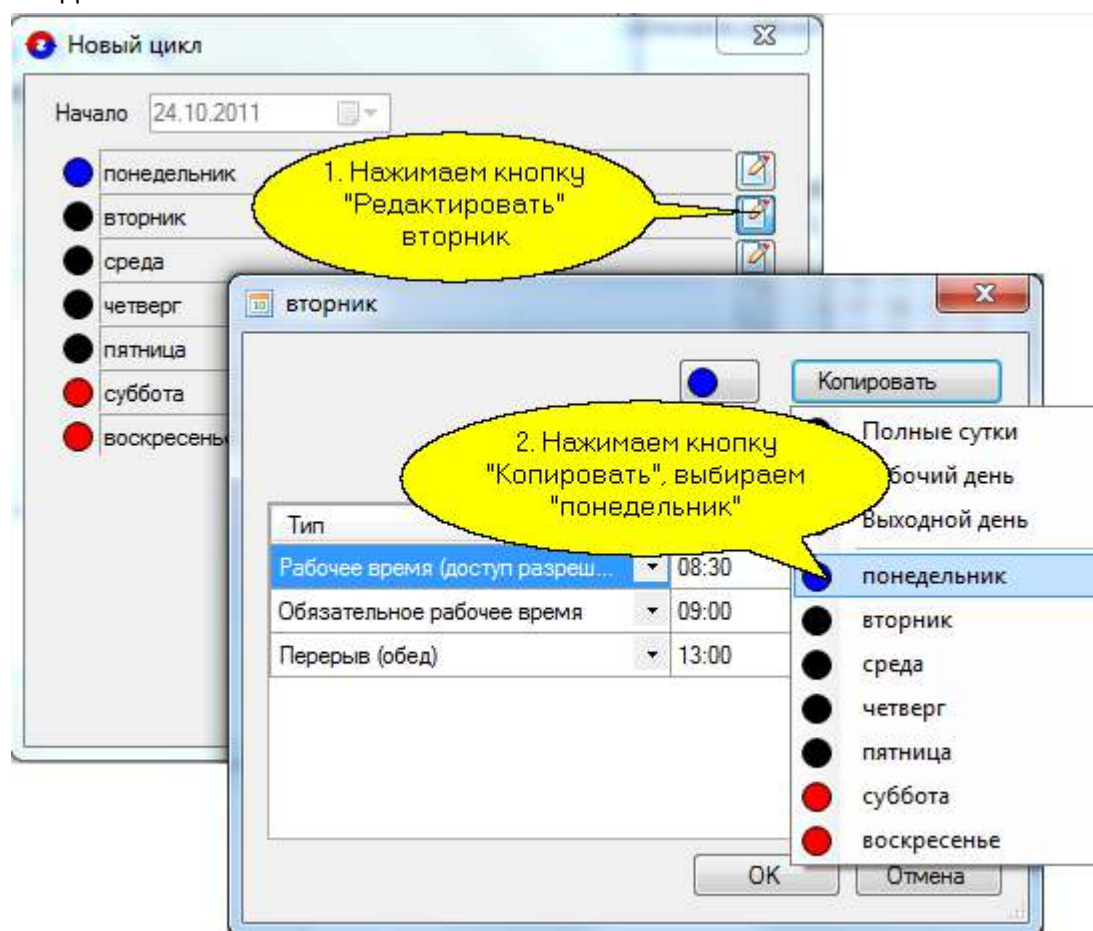 Новый цикл
Начало 24.10.2011
понедельник
вторник
среда
четверг
пятница
суббота
воскресень
1. Нажимаем кнопку
"Редактировать"
вторник
вторник
Копировать
Полные сутки
бочий день
Выходной день
понедельник
вторник
среда
четверг
пятница
суббота
воскресенье
2. Нажимаем кнопку
"Копировать", выбираем
"понедельник"
Тип
Рабочее время (доступ разреш... 08:30
Обязательное рабочее время 09:00
Перерыв (обед) 13:00
OK Отмена